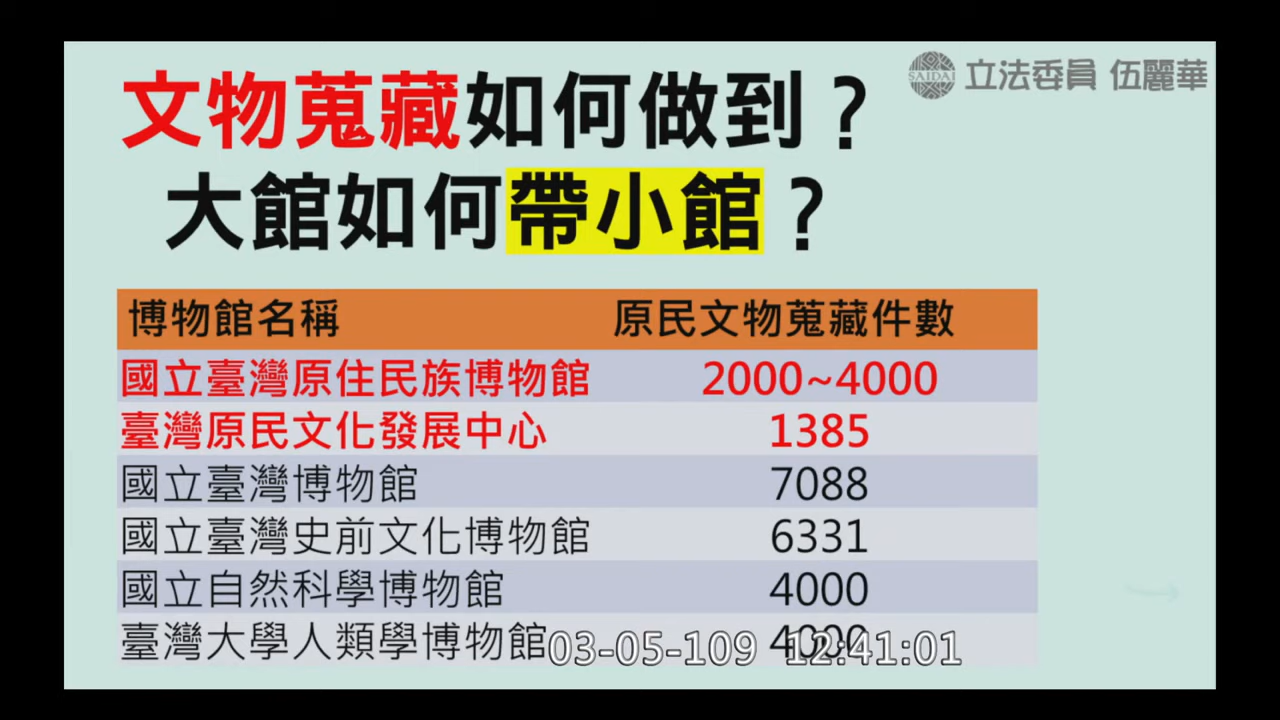 SAIDAI 立法委員 伍麗華
文物蒐藏如何做到？
大館如何帶小館？
博物館名稱 原民文物蒐藏件數
國立臺灣原住民族博物館 2000~4000
臺灣原民文化發展中心 1385
國立臺灣博物館 7088
國立臺灣史前文化博物館 6331
國立自然科學博物館 4000
臺灣大學人類學博物館 4000
03-05-109 12:41:01